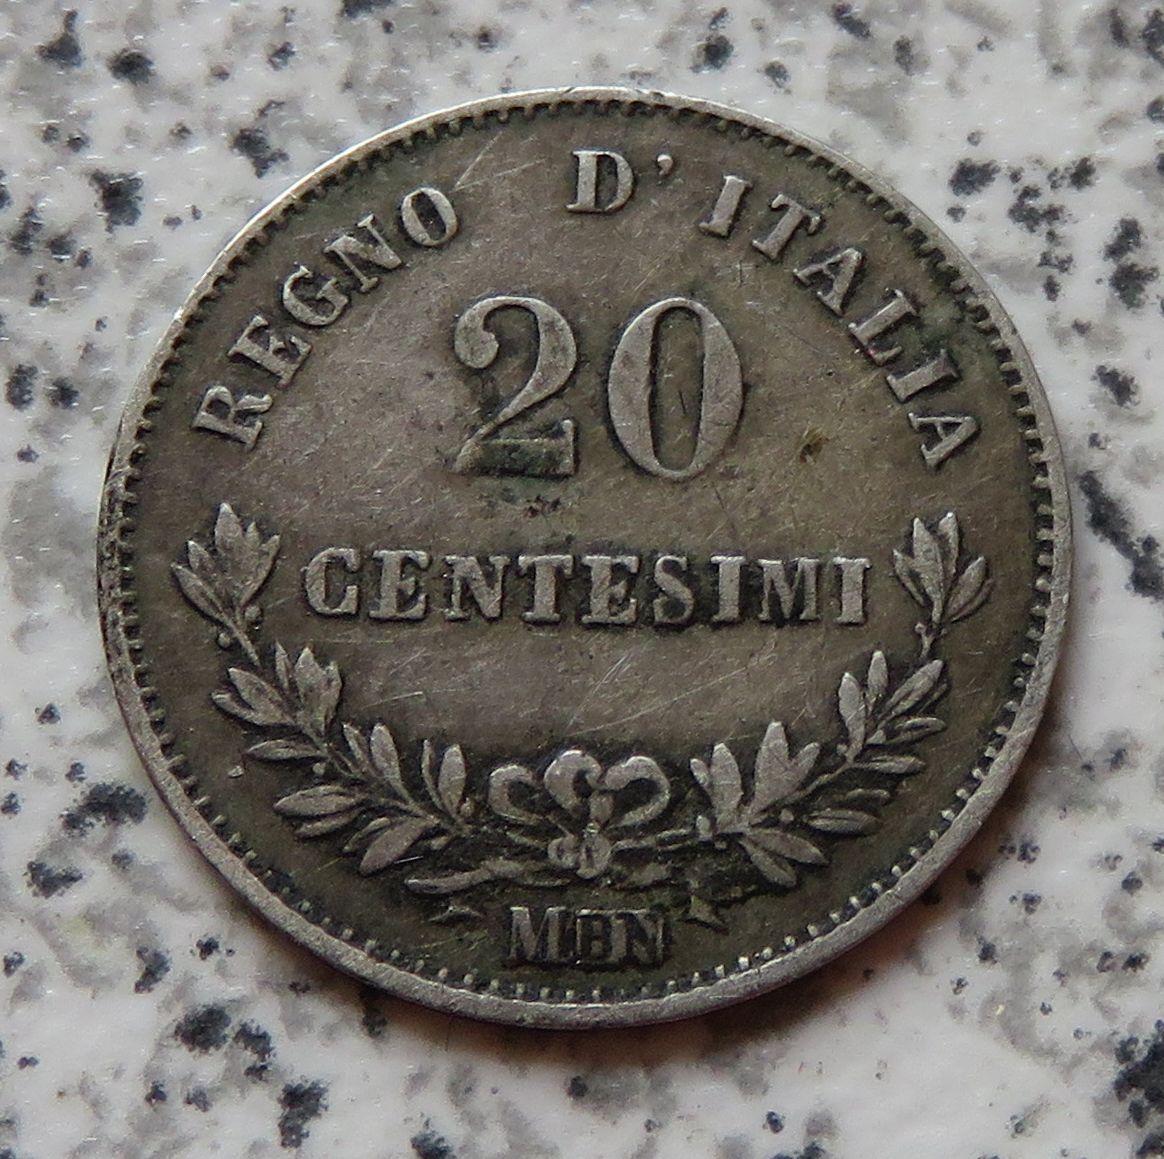 REGNO D'ITALIA
20
CENTESIMI
M BN